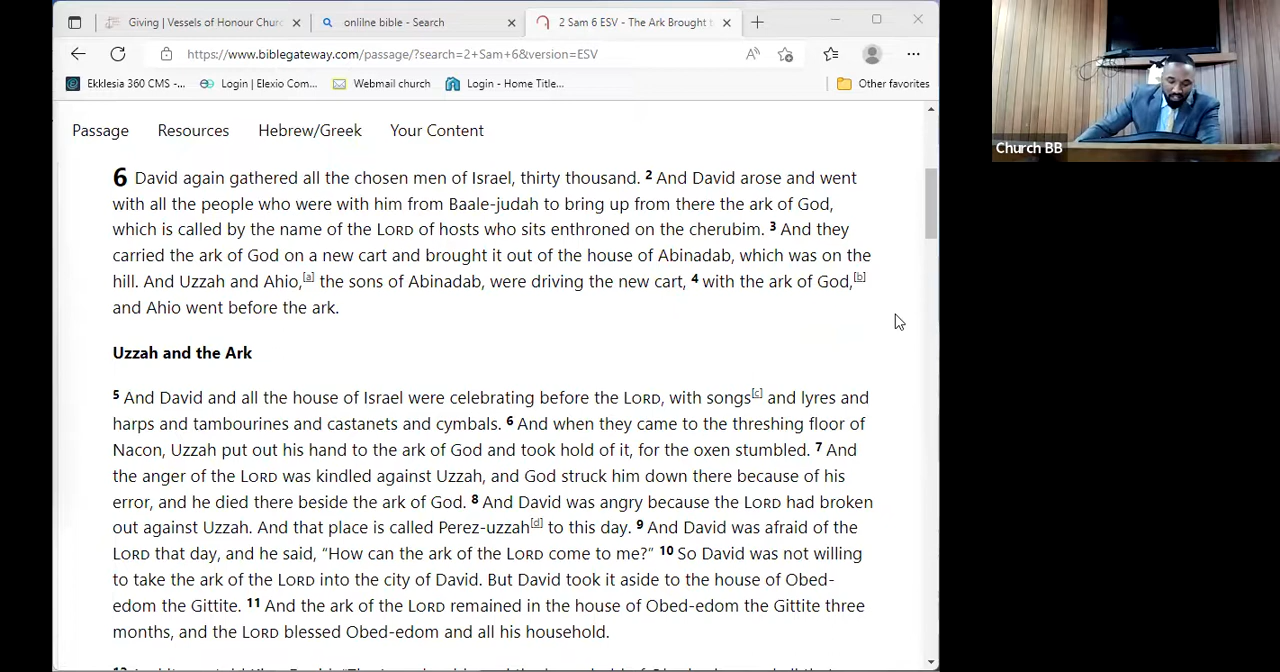 Giving | Vessels of Honour Churc
onlilne bible - Search
2 Sam 6 ESV - The Ark Brought t
https://www.biblegateway.com/passage/?search=2+Sam+6&version=ESV
Ekklesia 360 CMS -...
Login | Elexio Com...
Webmail church
Login - Home Title...
Other favorites
Passage Resources Hebrew/Greek Your Content
6 David again gathered all the chosen men of Israel, thirty thousand. 2 And David arose and went
with all the people who were with him from Baale-judah to bring up from there the ark of God,
which is called by the name of the LORD of hosts who sits enthroned on the cherubim. 3 And they
carried the ark of God on a new cart and brought it out of the house of Abinadab, which was on the
hill. And Uzzah and Ahio,[a] the sons of Abinadab, were driving the new cart, 4 with the ark of God,[b]
and Ahio went before the ark.
Uzzah and the Ark
5 And David and all the house of Israel were celebrating before the LORD, with songs[c] and lyres and
harps and tambourines and castanets and cymbals. 6 And when they came to the threshing floor of
Nacon, Uzzah put out his hand to the ark of God and took hold of it, for the oxen stumbled. 7 And
the anger of the LORD was kindled against Uzzah, and God struck him down there because of his
error, and he died there beside the ark of God. 8 And David was angry because the LORD had broken
out against Uzzah. And that place is called Perez-uzzah[d] to this day. 9 And David was afraid of the
LORD that day, and he said, “How can the ark of the LORD come to me?” 10 So David was not willing
to take the ark of the LORD into the city of David. But David took it aside to the house of Obed-
edom the Gittite. 11 And the ark of the LORD remained in the house of Obed-edom the Gittite three
months, and the LORD blessed Obed-edom and all his household.
Church BB